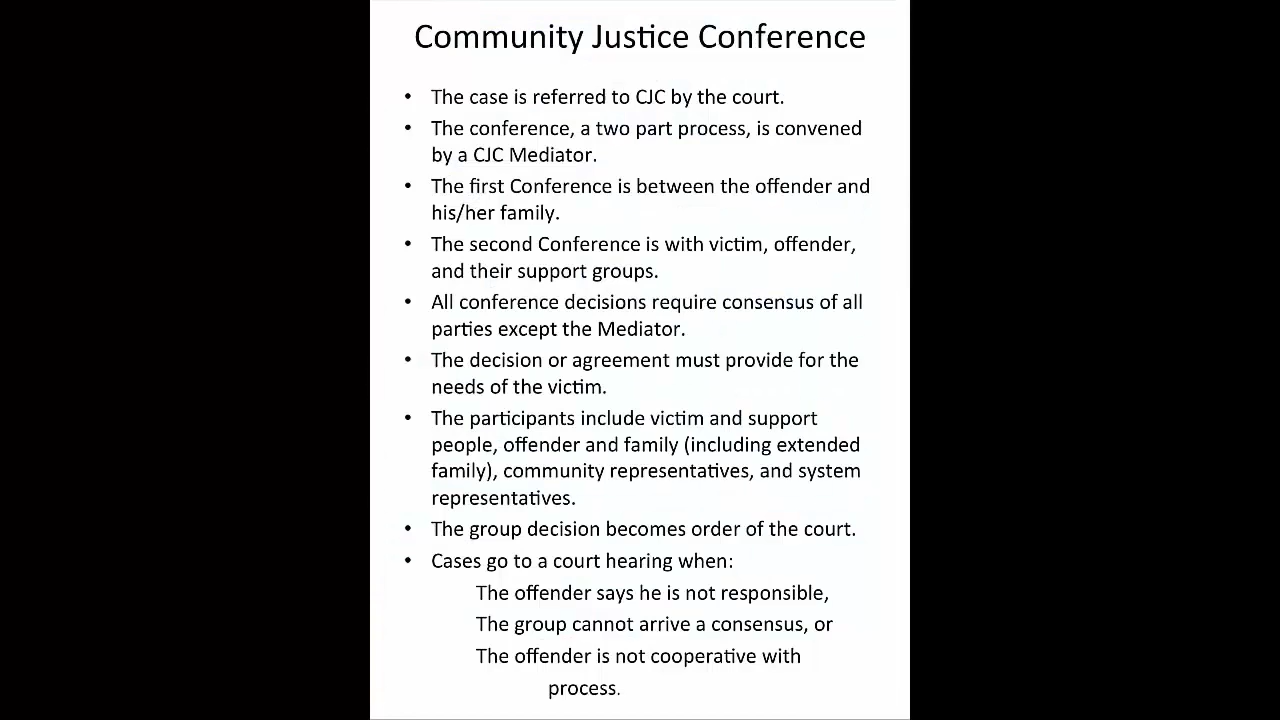 Community Justice Conference
• The case is referred to CJC by the court.
• The conference, a two part process, is convened
by a CJC Mediator.
• The first Conference is between the offender and
his/her family.
• The second Conference is with victim, offender,
and their support groups.
• All conference decisions require consensus of all
parties except the Mediator.
• The decision or agreement must provide for the
needs of the victim.
• The participants include victim and support
people, offender and family (including extended
family), community representatives, and system
representatives.
• The group decision becomes order of the court.
• Cases go to a court hearing when:
The offender says he is not responsible,
The group cannot arrive a consensus, or
The offender is not cooperative with
process.